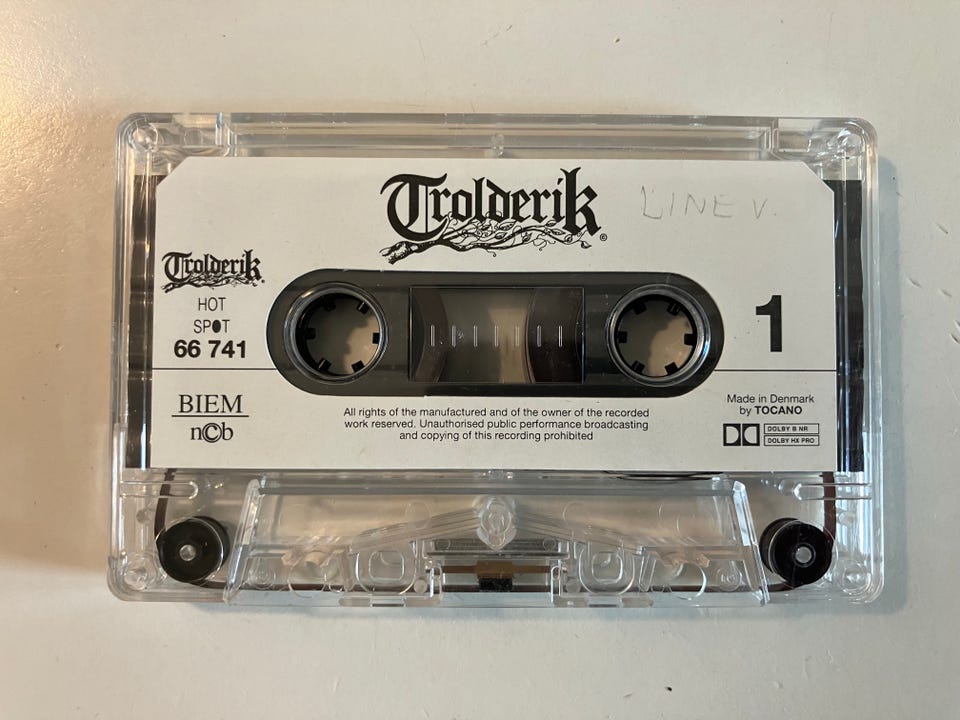 Trolderik ©
LINE V.
Trolderik
HOT
SPOT
66 741
1
BIEM
n©b
All rights of the manufactured and of the owner of the recorded
work reserved. Unauthorised public performance broadcasting
and copying of this recording prohibited
Made in Denmark
by TOCANO
DOLBY B NR
DOLBY HX PRO